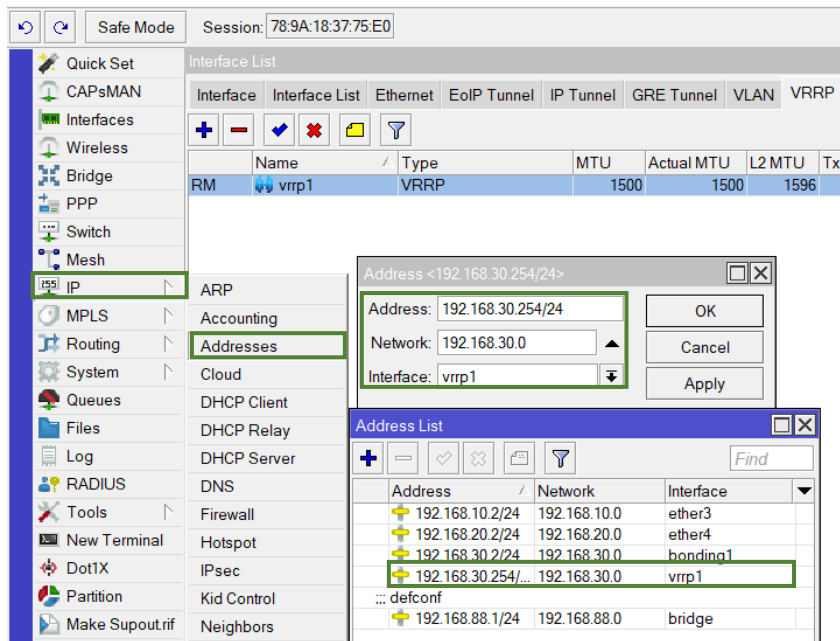 Safe Mode Session: 78:9A:18:37:75:E0
Quick Set
CAPsMAN
Interfaces
Wireless
Bridge
PPP
Switch
Mesh
IP
MPLS
Routing
System
Queues
Files
Log
RADIUS
Tools
New Terminal
Dot1X
Partition
Make Supout.rif
ARP
Accounting
Addresses
Cloud
DHCP Client
DHCP Relay
DHCP Server
DNS
Firewall
Hotspot
IPsec
Kid Control
Neighbors
Interface List
Interface Interface List Ethernet EoIP Tunnel IP Tunnel GRE Tunnel VLAN VRRP
Name Type MTU Actual MTU L2 MTU Tx
RM vrrp1 VRRP 1500 1500 1596
Address <192.168.30.254/24>
Address: 192.168.30.254/24 OK
Network: 192.168.30.0 Cancel
Interface: vrrp1 Apply
Address List
Find
Address Network Interface
192.168.10.2/24 192.168.10.0 ether3
192.168.20.2/24 192.168.20.0 ether4
192.168.30.2/24 192.168.30.0 bonding1
192.168.30.254/... 192.168.30.0 vrrp1
;;; defconf
192.168.88.1/24 192.168.88.0 bridge